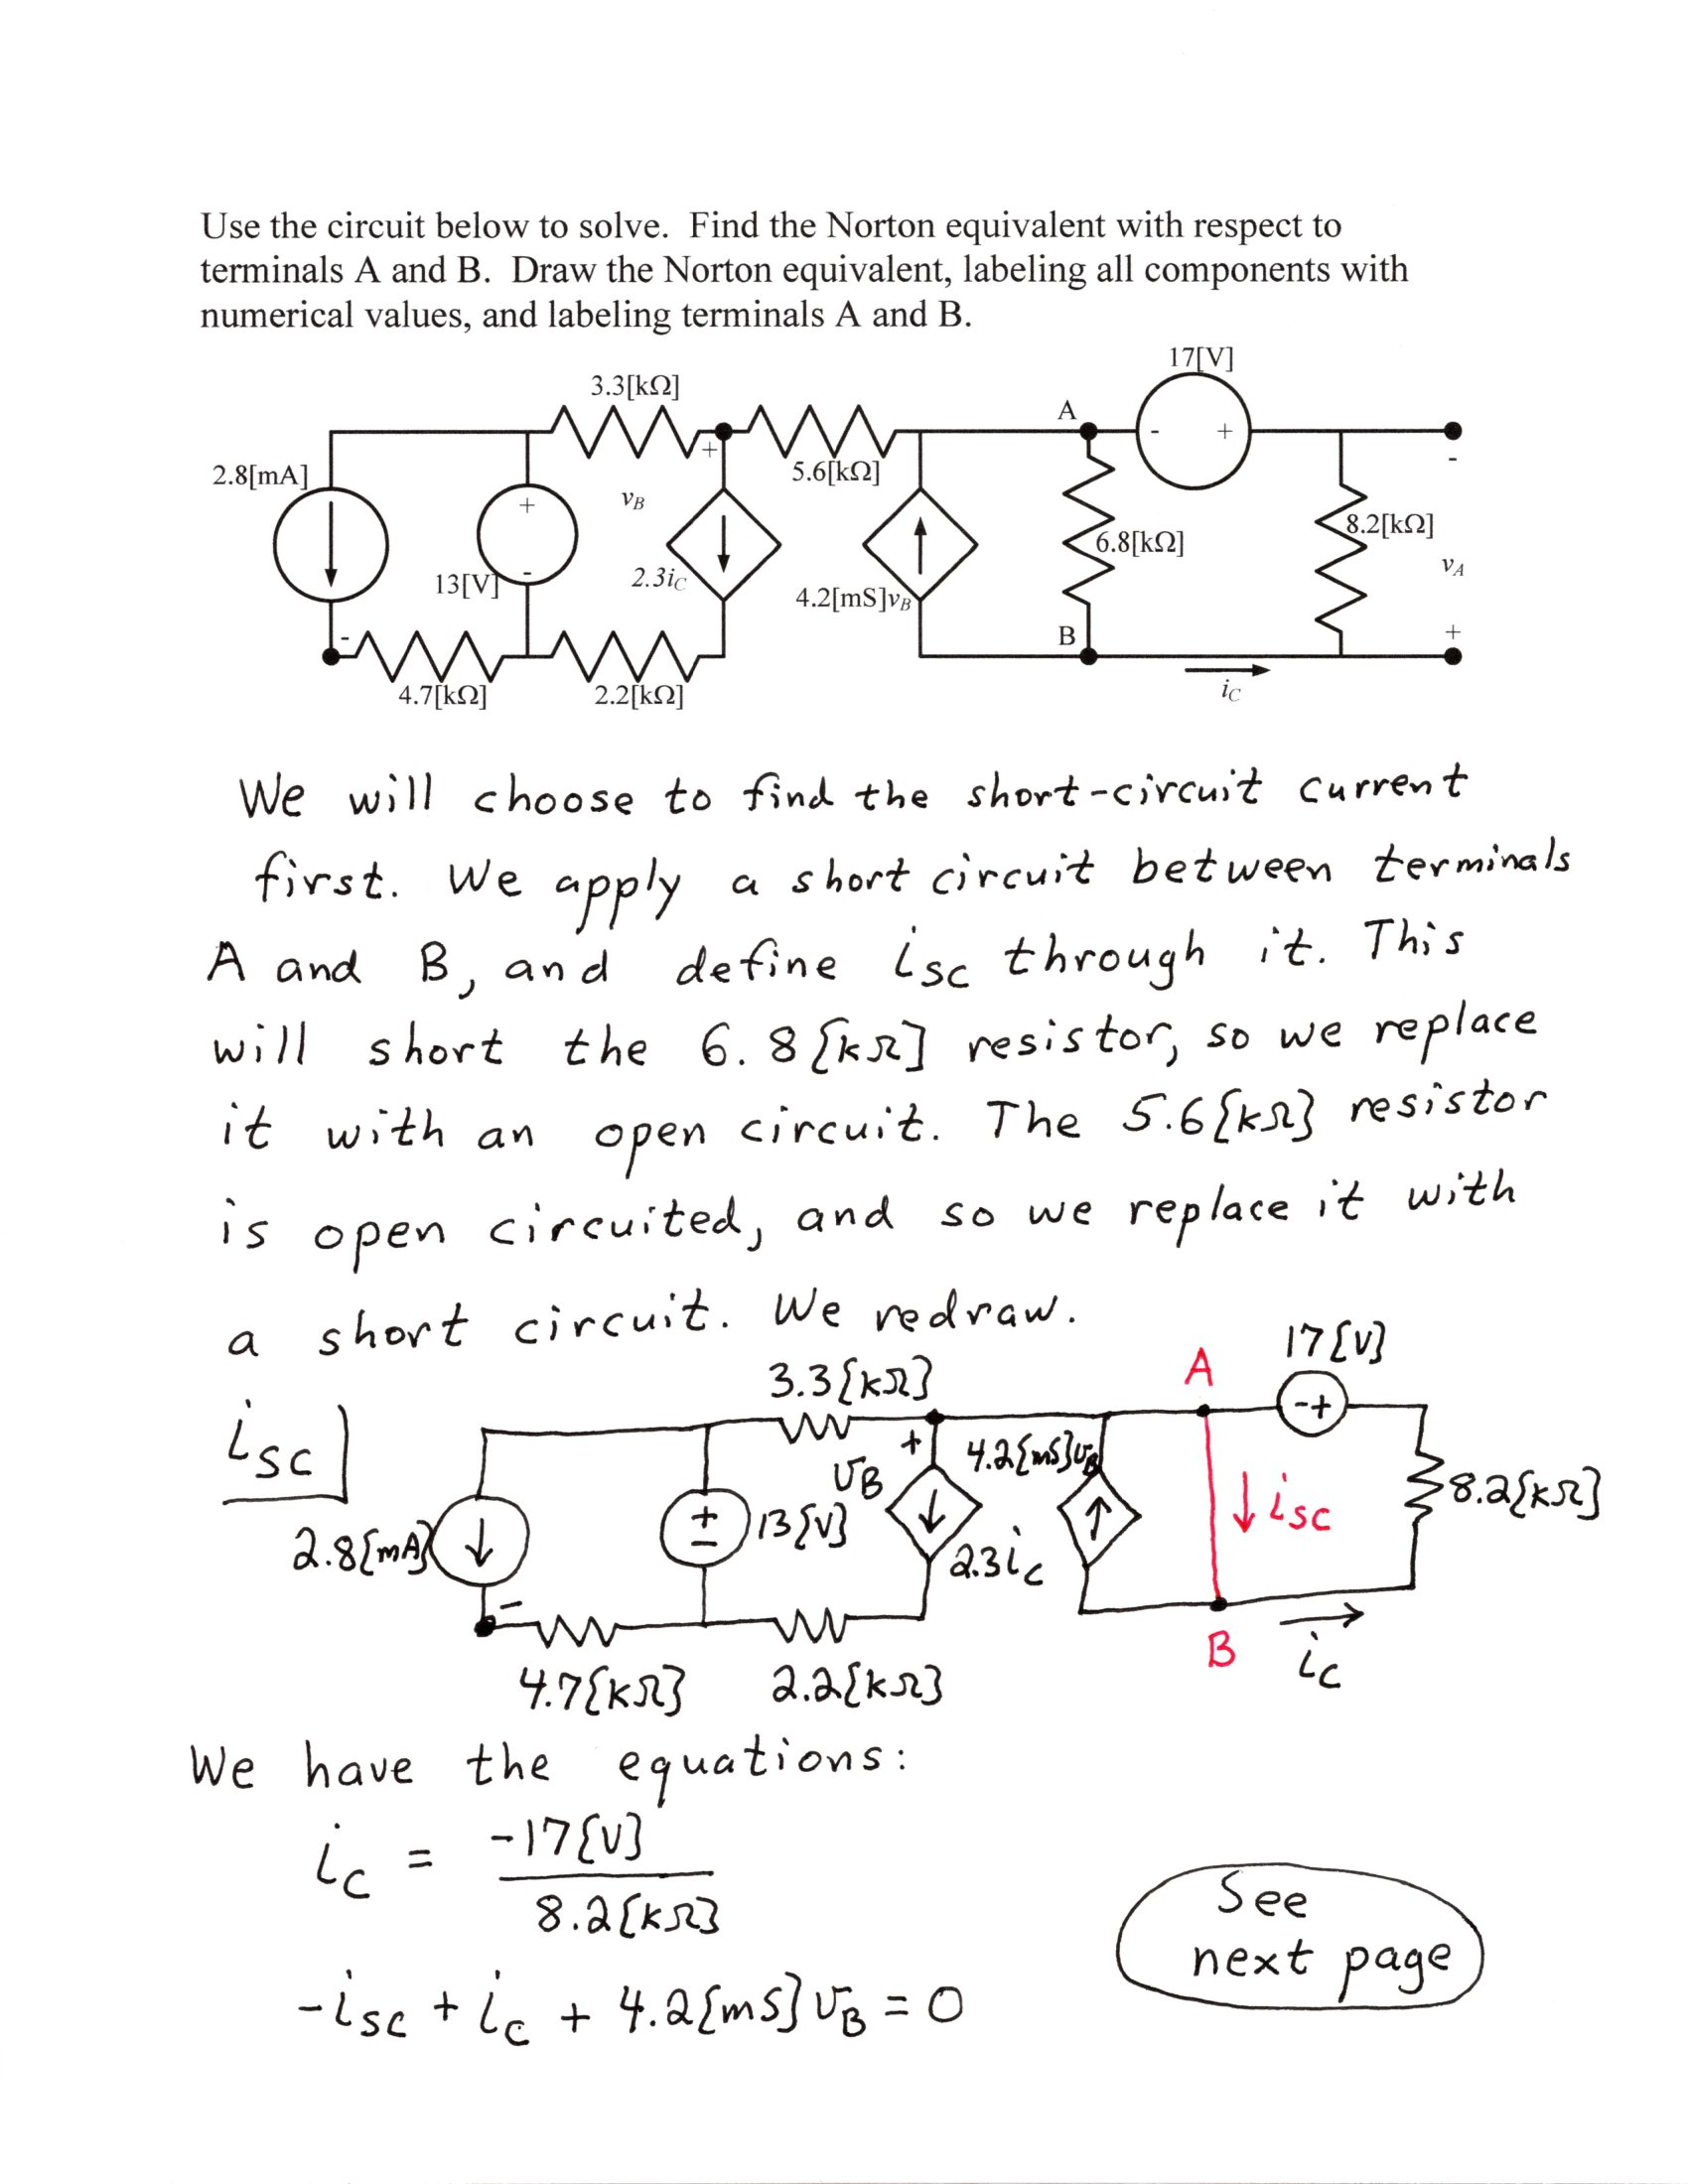 Use the circuit below to solve.  Find the Norton equivalent with respect to
terminals A and B.  Draw the Norton equivalent, labeling all components with
numerical values, and labeling terminals A and B.
17[V]
3.3[kΩ]
A
- +
+
-
2.8[mA]
5.6[kΩ]
vB
+
8.2[kΩ]
6.8[kΩ]
vA
13[V]
-
2.3iC
4.2[mS]vB
B
+
-
4.7[kΩ]
2.2[kΩ]
iC
We will choose to find the short-circuit current
first. We apply a short circuit between terminals
A and B, and define iSC through it. This
will short the 6.8[kΩ] resistor, so we replace
it with an open circuit. The 5.6[kΩ] resistor
is open circuited, and so we replace it with
a short circuit. We redraw.
17[V]
3.3[kΩ]
A
-+
iSC
+
4.2[mS]vB
vB
8.2[kΩ]
2.8[mA]
+
-
13[V]
2.3iC
iSC
-
B
iC
4.7[kΩ]
2.2[kΩ]
We have the equations:
iC = -17[V]
8.2[kΩ]
See
next page
-iSC + iC + 4.2[mS]vB = 0